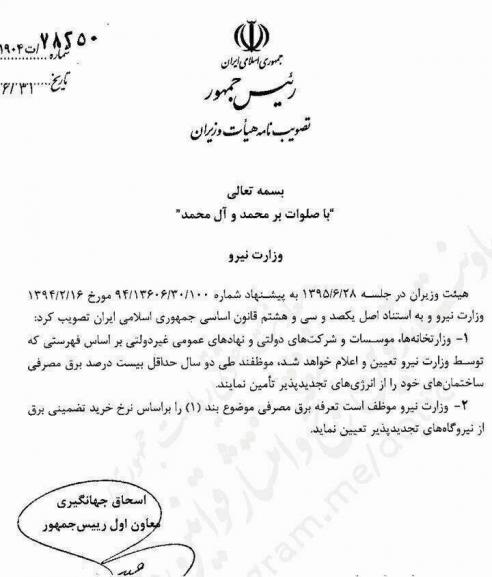 جمهوری اسلامی ایران
رئیس جمهور
تصویب نامه هیأت وزیران
شماره
۷۸۲۵۰
تاریخ
۶/۳۱
بسمه تعالی
"با صلوات بر محمد و آل محمد"
وزارت نیرو
هیئت وزیران در جلسه ۱۳۹۵/۶/۲۸ به پیشنهاد شماره ۹۴/۱۳۶۰۶/۳۰/۱۰۰ مورخ ۱۳۹۴/۲/۱۶
وزارت نیرو و به استناد اصل یکصد و سی و هشتم قانون اساسی جمهوری اسلامی ایران تصویب کرد:
۱- وزارتخانه‌ها، موسسات و شرکت‌های دولتی و نهادهای عمومی غیردولتی بر اساس فهرستی که
توسط وزارت نیرو تعیین و اعلام خواهد شد، موظفند طی دو سال حداقل بیست درصد برق مصرفی
ساختمان‌های خود را از انرژی‌های تجدیدپذیر تأمین نمایند.
۲- وزارت نیرو موظف است تعرفه برق مصرفی موضوع بند (۱) را براساس نرخ خرید تضمینی برق
از نیروگاه‌های تجدیدپذیر تعیین نماید.
اسحاق جهانگیری
معاون اول رییس‌جمهور